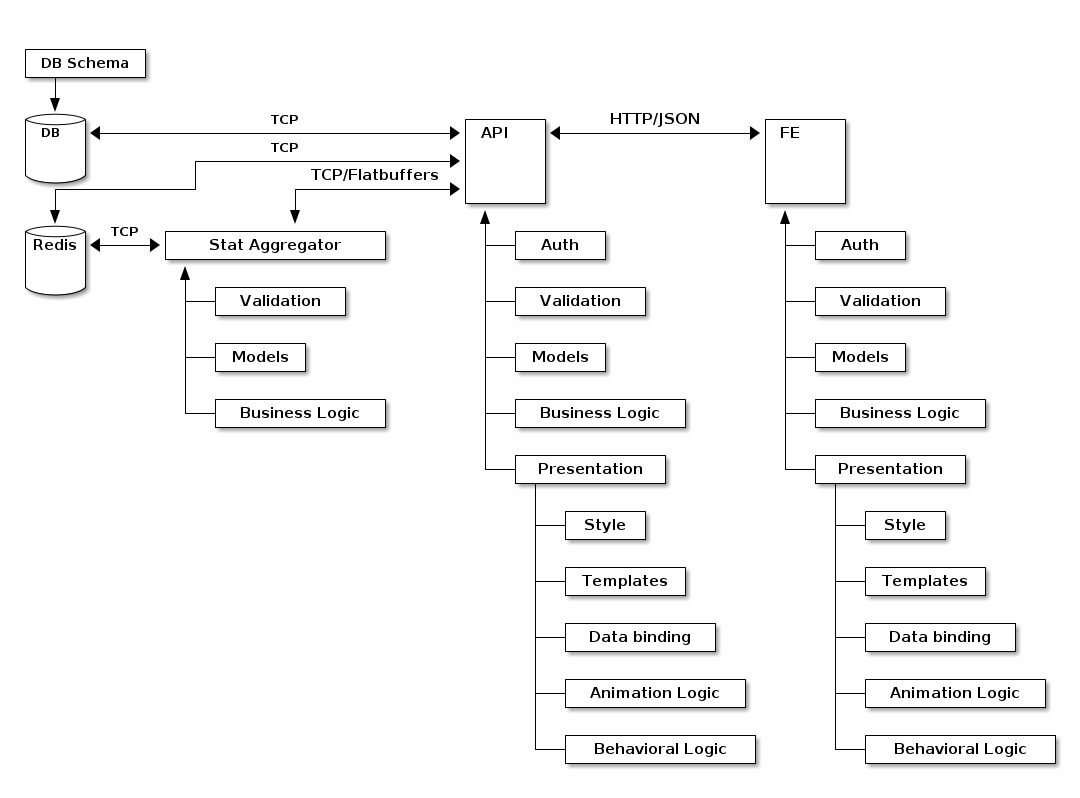 DB Schema
DB
TCP
API
HTTP/JSON
FE
TCP
TCP/Flatbuffers
Redis
TCP
Stat Aggregator
Auth
Auth
Validation
Validation
Validation
Models
Models
Models
Business Logic
Business Logic
Business Logic
Presentation
Presentation
Style
Style
Templates
Templates
Data binding
Data binding
Animation Logic
Animation Logic
Behavioral Logic
Behavioral Logic